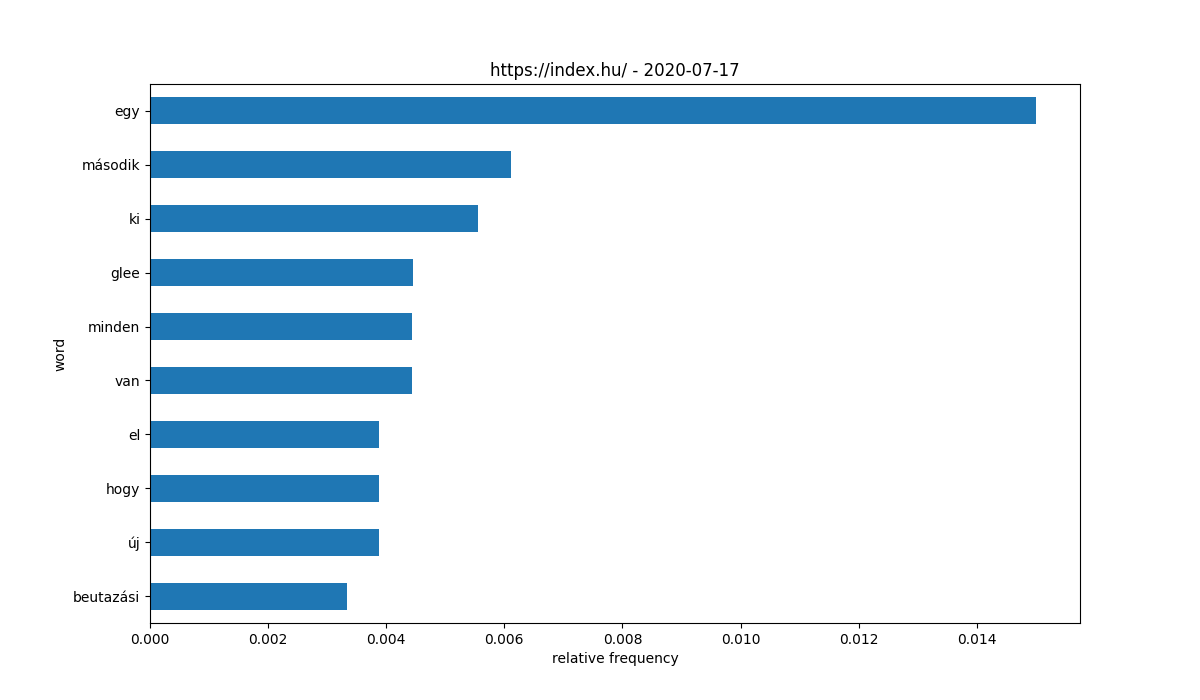 https://index.hu/ - 2020-07-17
egy
második
ki
glee
minden
van
el
hogy
új
beutazási
word
0.000 0.002 0.004 0.006 0.008 0.010 0.012 0.014
relative frequency